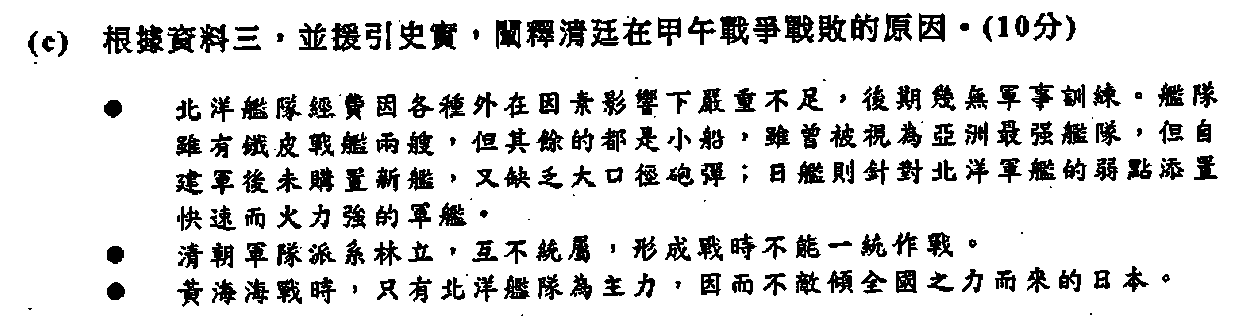 (c) 根據資料三，並援引史實，闡釋清廷在甲午戰爭戰敗的原因。(10分)
● 北洋艦隊經費因各種外在因素影響下嚴重不足，後期幾無軍事訓練。艦隊
雖有鐵皮戰艦兩艘，但其餘的都是小船，雖曾被視為亞洲最强艦隊，但自
建軍後未購置新艦，又缺乏大口徑砲彈；日艦則針對北洋軍艦的弱點添置
快速而火力強的軍艦。
● 清朝軍隊派系林立，互不統屬，形成戰時不能一統作戰。
● 黃海海戰時，只有北洋艦隊為主力，因而不敵傾全國之力而來的日本。